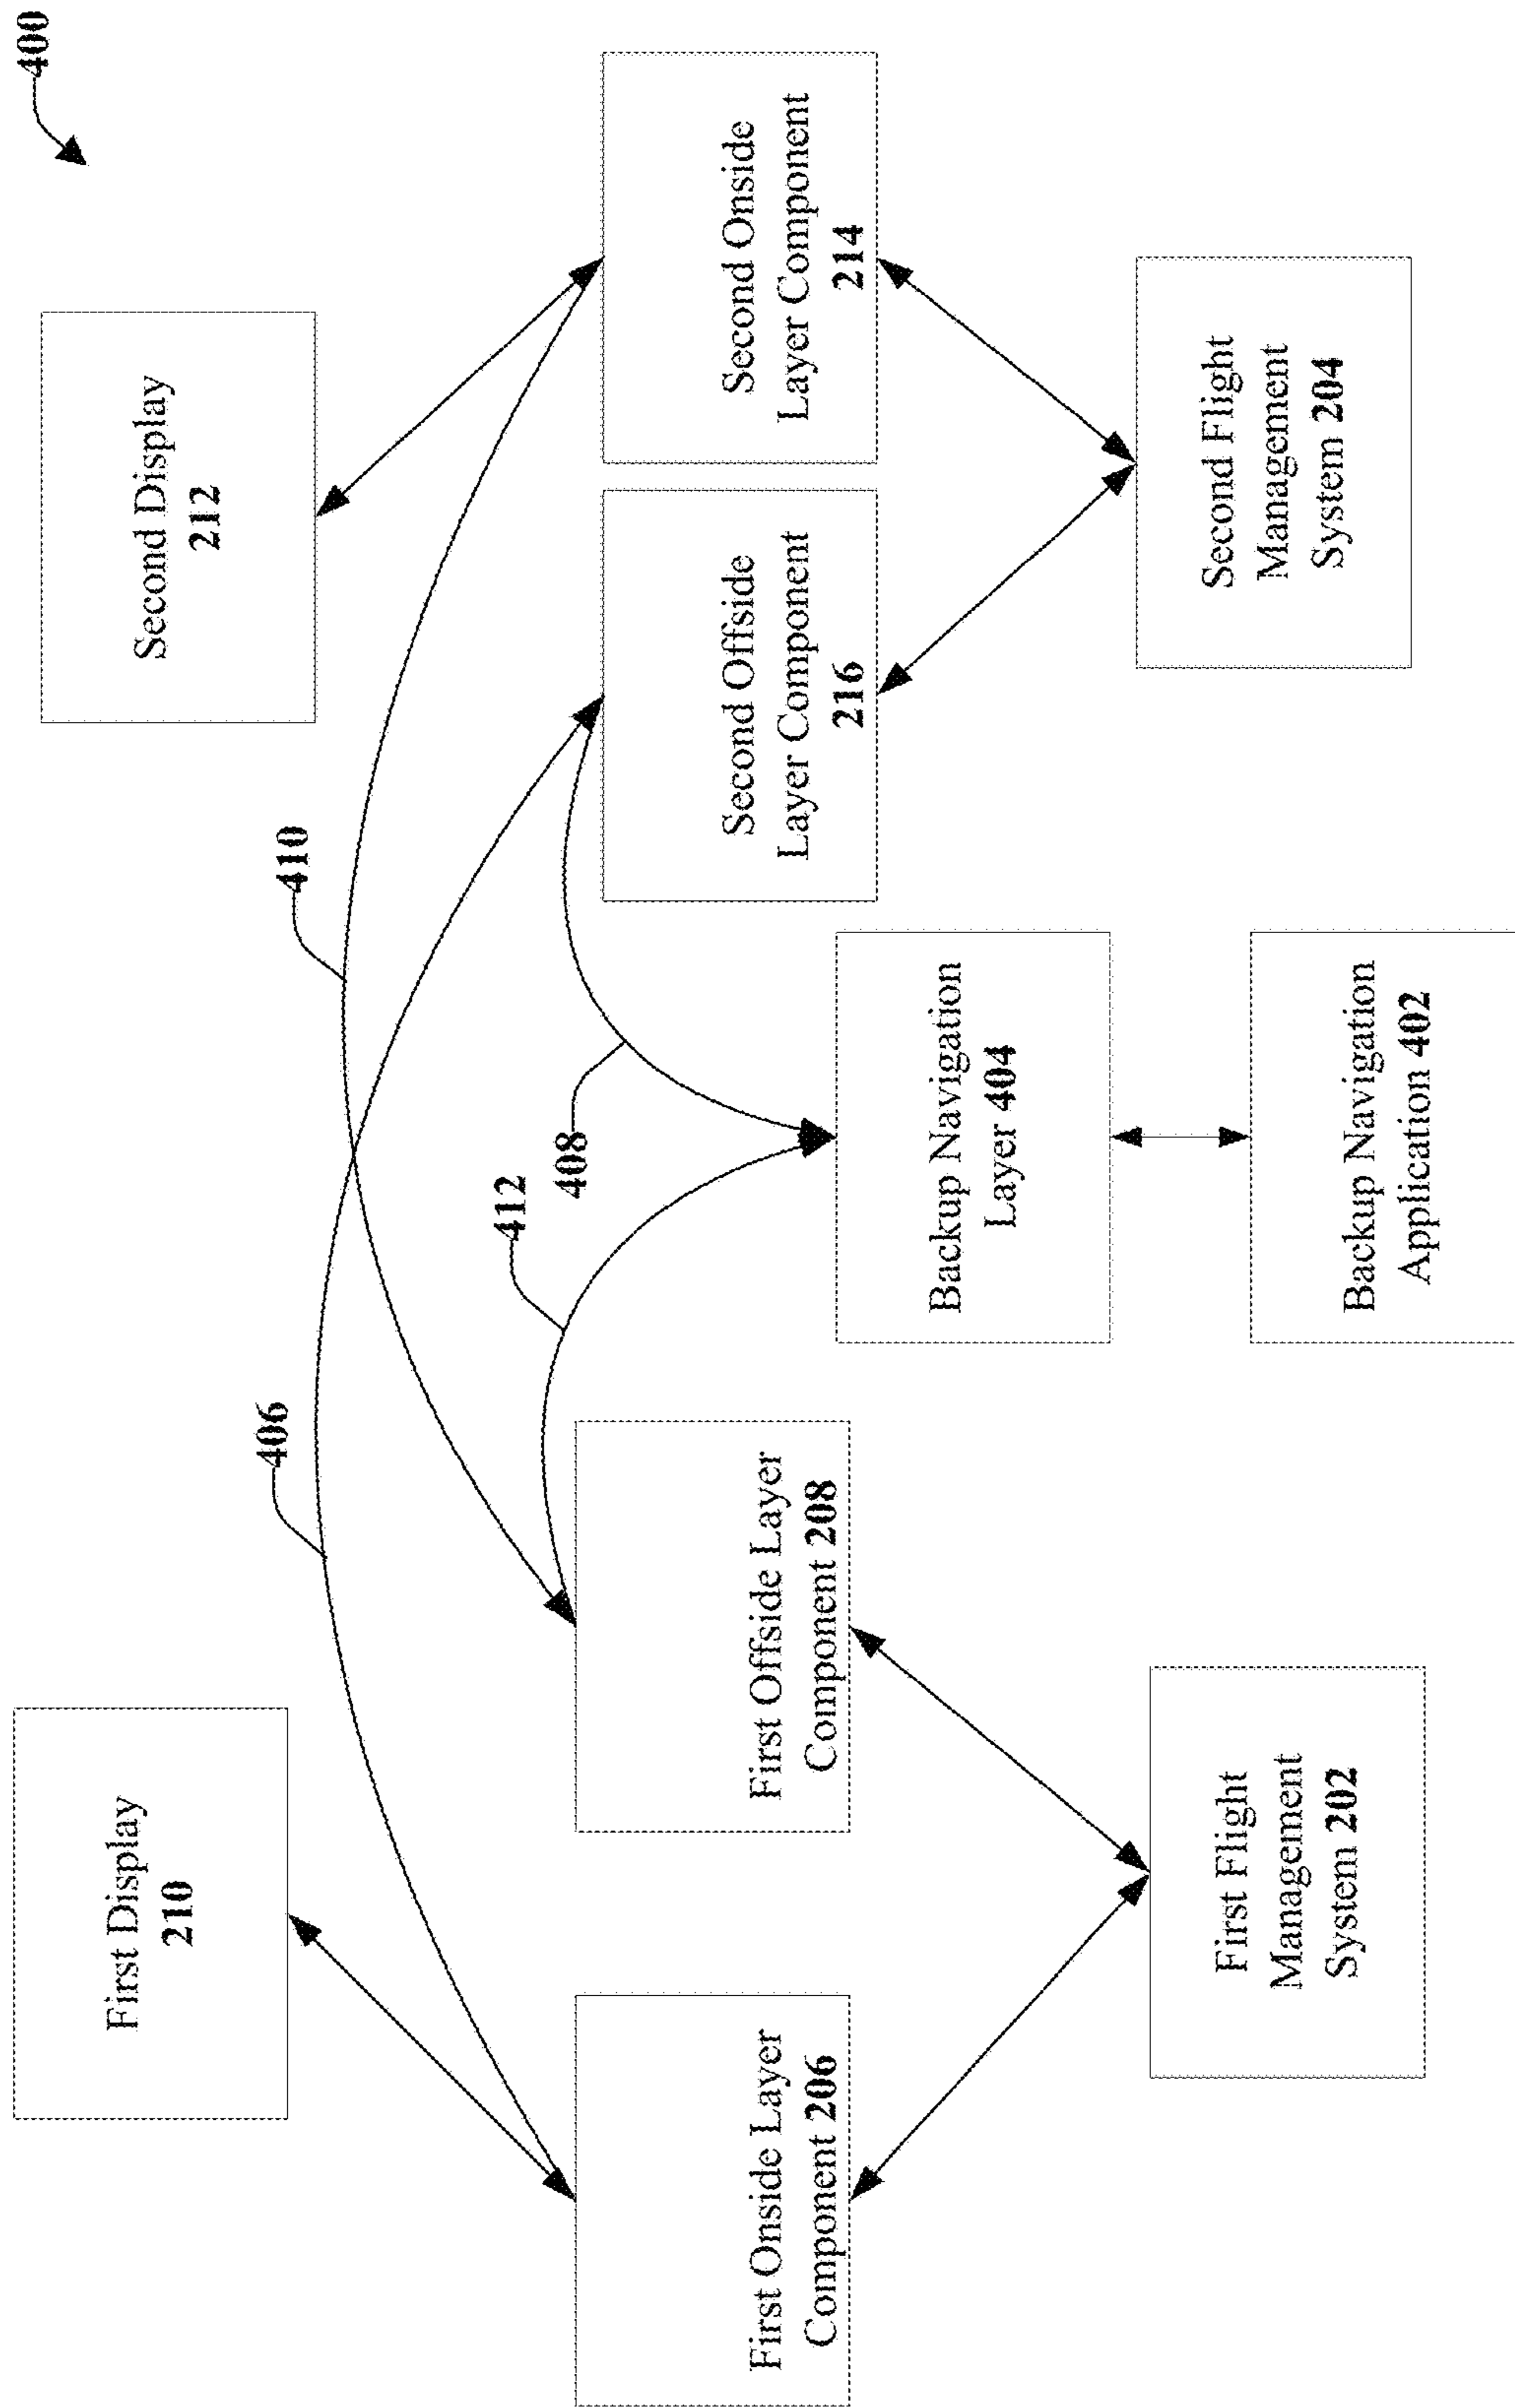 400
First Display
210
Second Display
212
406
410
412
408
First Onside Layer
Component 206
First Offside Layer
Component 208
Second Offside
Layer Component
216
Second Onside
Layer Component
214
Backup Navigation
Layer 404
First Flight
Management
System 202
Second Flight
Management
System 204
Backup Navigation
Application 402